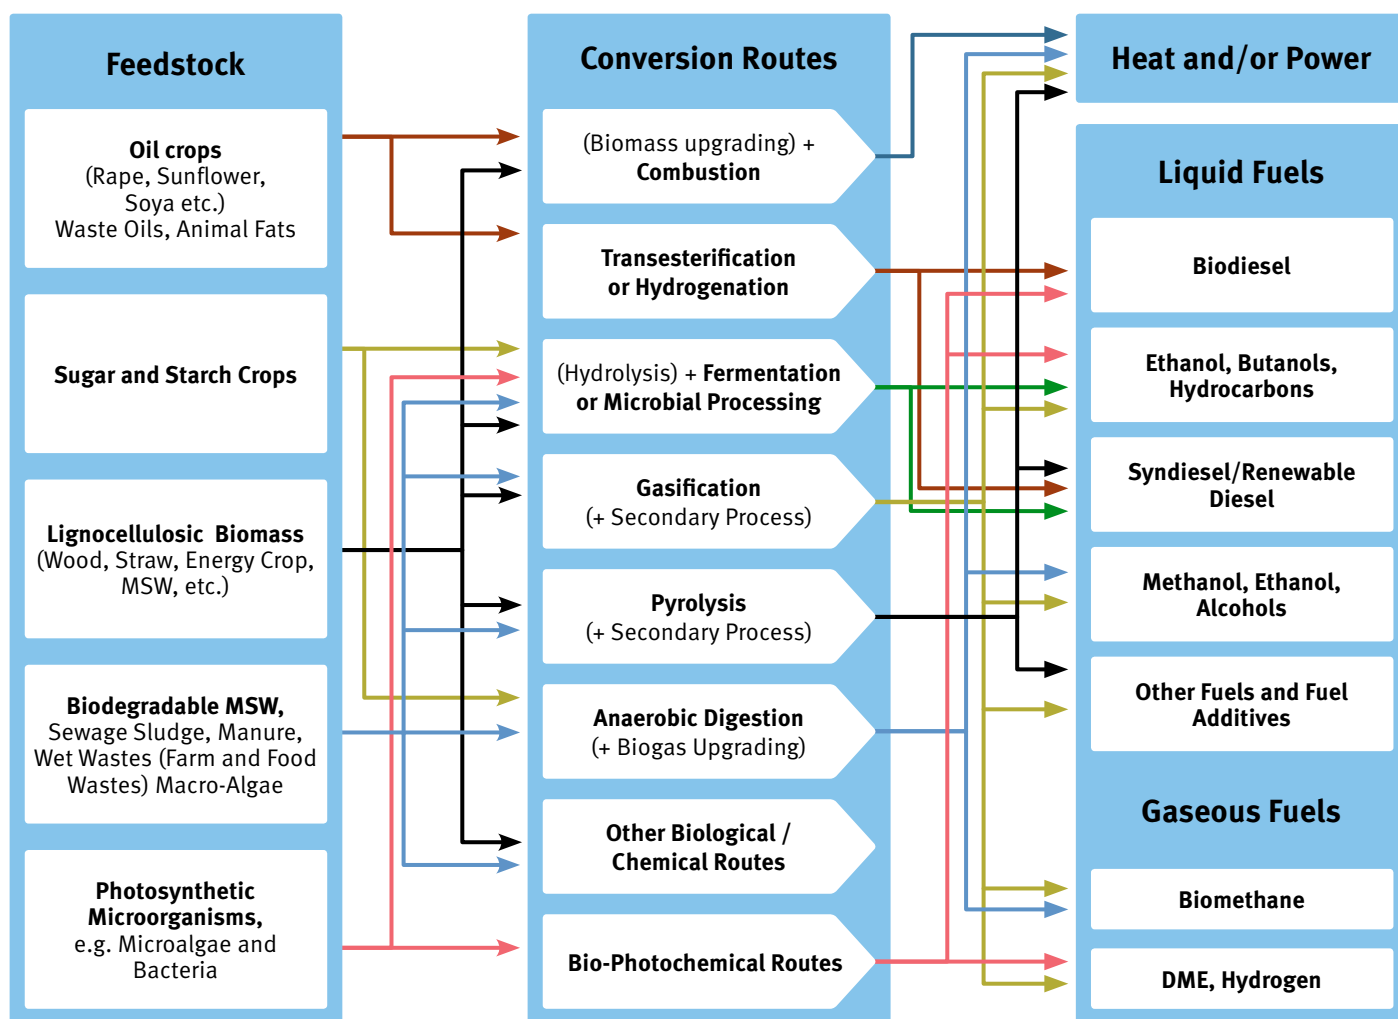 Feedstock
Oil crops
(Rape, Sunflower,
Soya etc.)
Waste Oils, Animal Fats
Sugar and Starch Crops
Lignocellulosic Biomass
(Wood, Straw, Energy Crop,
MSW, etc.)
Biodegradable MSW,
Sewage Sludge, Manure,
Wet Wastes (Farm and Food
Wastes) Macro-Algae
Photosynthetic
Microorganisms,
e.g. Microalgae and
Bacteria
Conversion Routes
(Biomass upgrading) +
Combustion
Transesterification
or Hydrogenation
(Hydrolysis) + Fermentation
or Microbial Processing
Gasification
(+ Secondary Process)
Pyrolysis
(+ Secondary Process)
Anaerobic Digestion
(+ Biogas Upgrading)
Other Biological /
Chemical Routes
Bio-Photochemical Routes
Heat and/or Power
Liquid Fuels
Biodiesel
Ethanol, Butanols,
Hydrocarbons
Syndiesel/Renewable
Diesel
Methanol, Ethanol,
Alcohols
Other Fuels and Fuel
Additives
Gaseous Fuels
Biomethane
DME, Hydrogen